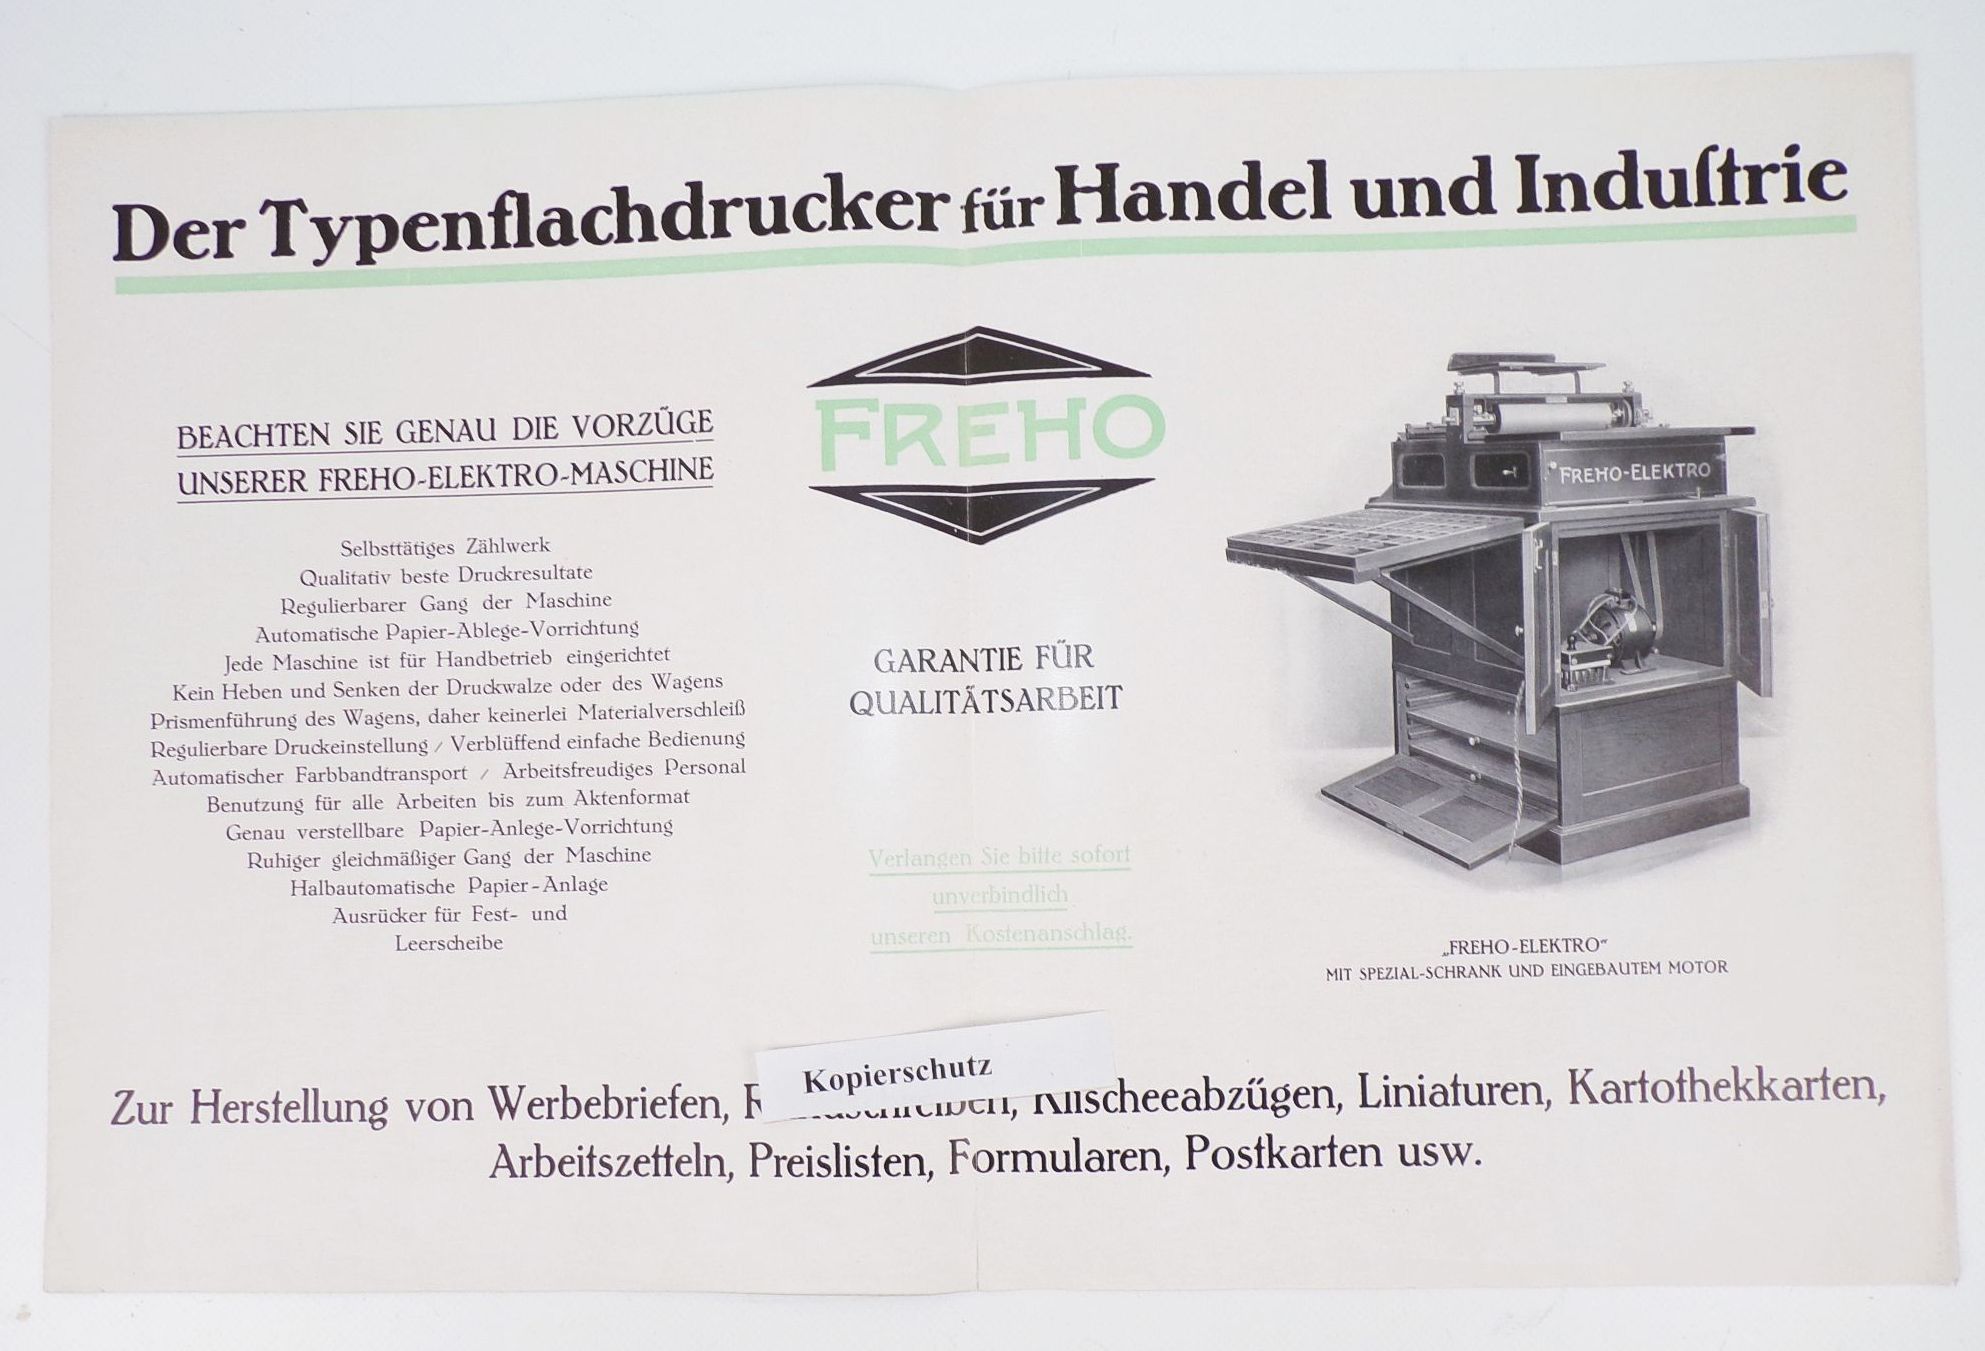 Der Typenflachdrucker für Handel und Induſtrie
BEACHTEN SIE GENAU DIE VORZÜGE
UNSERER FREHO-ELEKTRO-MASCHINE
Selbsttätiges Zählwerk
Qualitativ beste Druckresultate
Regulierbarer Gang der Maschine
Automatische Papier-Ablege-Vorrichtung
Jede Maschine ist für Handbetrieb eingerichtet
Kein Heben und Senken der Druckwalze oder des Wagens
Prismenführung des Wagens, daher keinerlei Materialverschleiß
Regulierbare Druckeinstellung / Verblüffend einfache Bedienung
Automatischer Farbbandtransport / Arbeitsfreudiges Personal
Benutzung für alle Arbeiten bis zum Aktenformat
Genau verstellbare Papier-Anlege-Vorrichtung
Ruhiger gleichmäßiger Gang der Maschine
Halbautomatische Papier-Anlage
Ausrücker für Fest- und
Leerscheibe
FREHO
GARANTIE FÜR
QUALITÄTSARBEIT
Verlangen Sie bitte sofort
unverbindlich
unseren Kostenanschlag.
FREHO-ELEKTRO
„FREHO-ELEKTRO“
MIT SPEZIAL-SCHRANK UND EINGEBAUTEM MOTOR
Kopierschutz
Zur Herstellung von Werbebriefen, Klischeeabzügen, Liniaturen, Kartothekkarten,
Arbeitszetteln, Preislisten, Formularen, Postkarten usw.